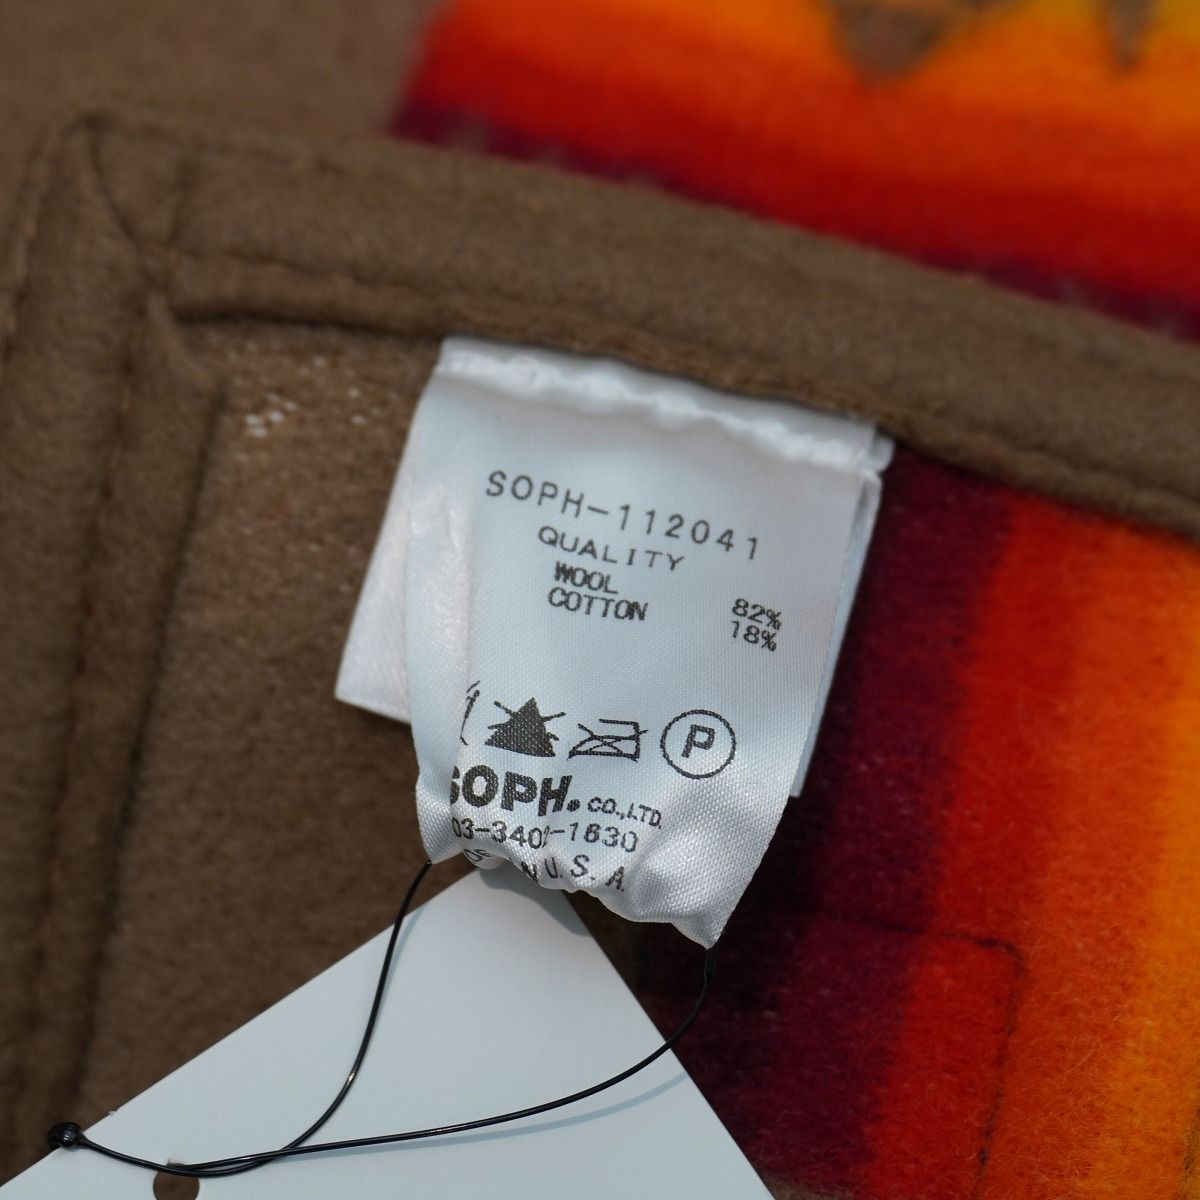 SOPH-112041
QUALITY
WOOL 82%
COTTON 18%
P
SOPH. CO.,LTD.
U.S.A.